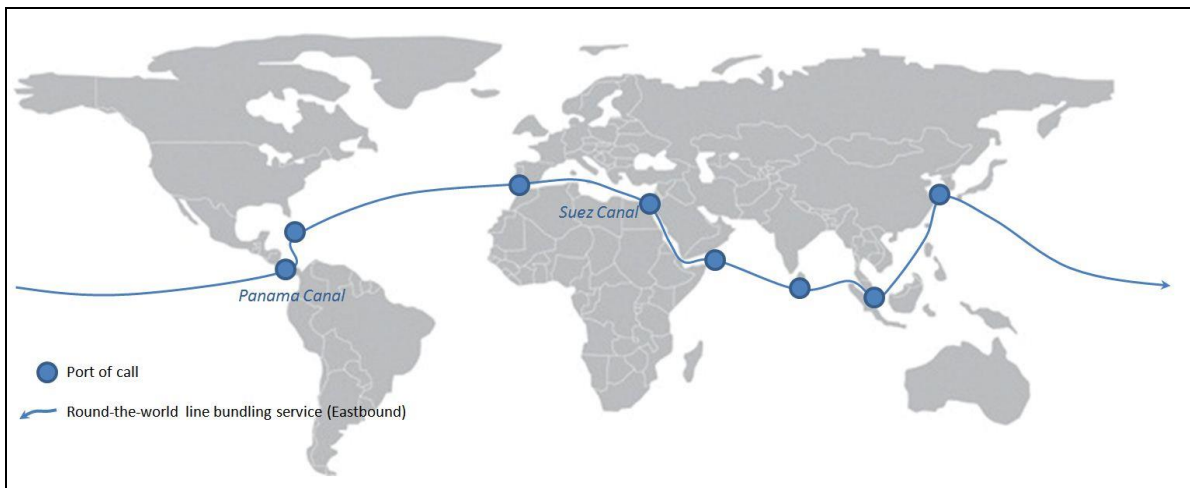 Suez Canal
Panama Canal
Port of call
Round-the-world line bundling service (Eastbound)